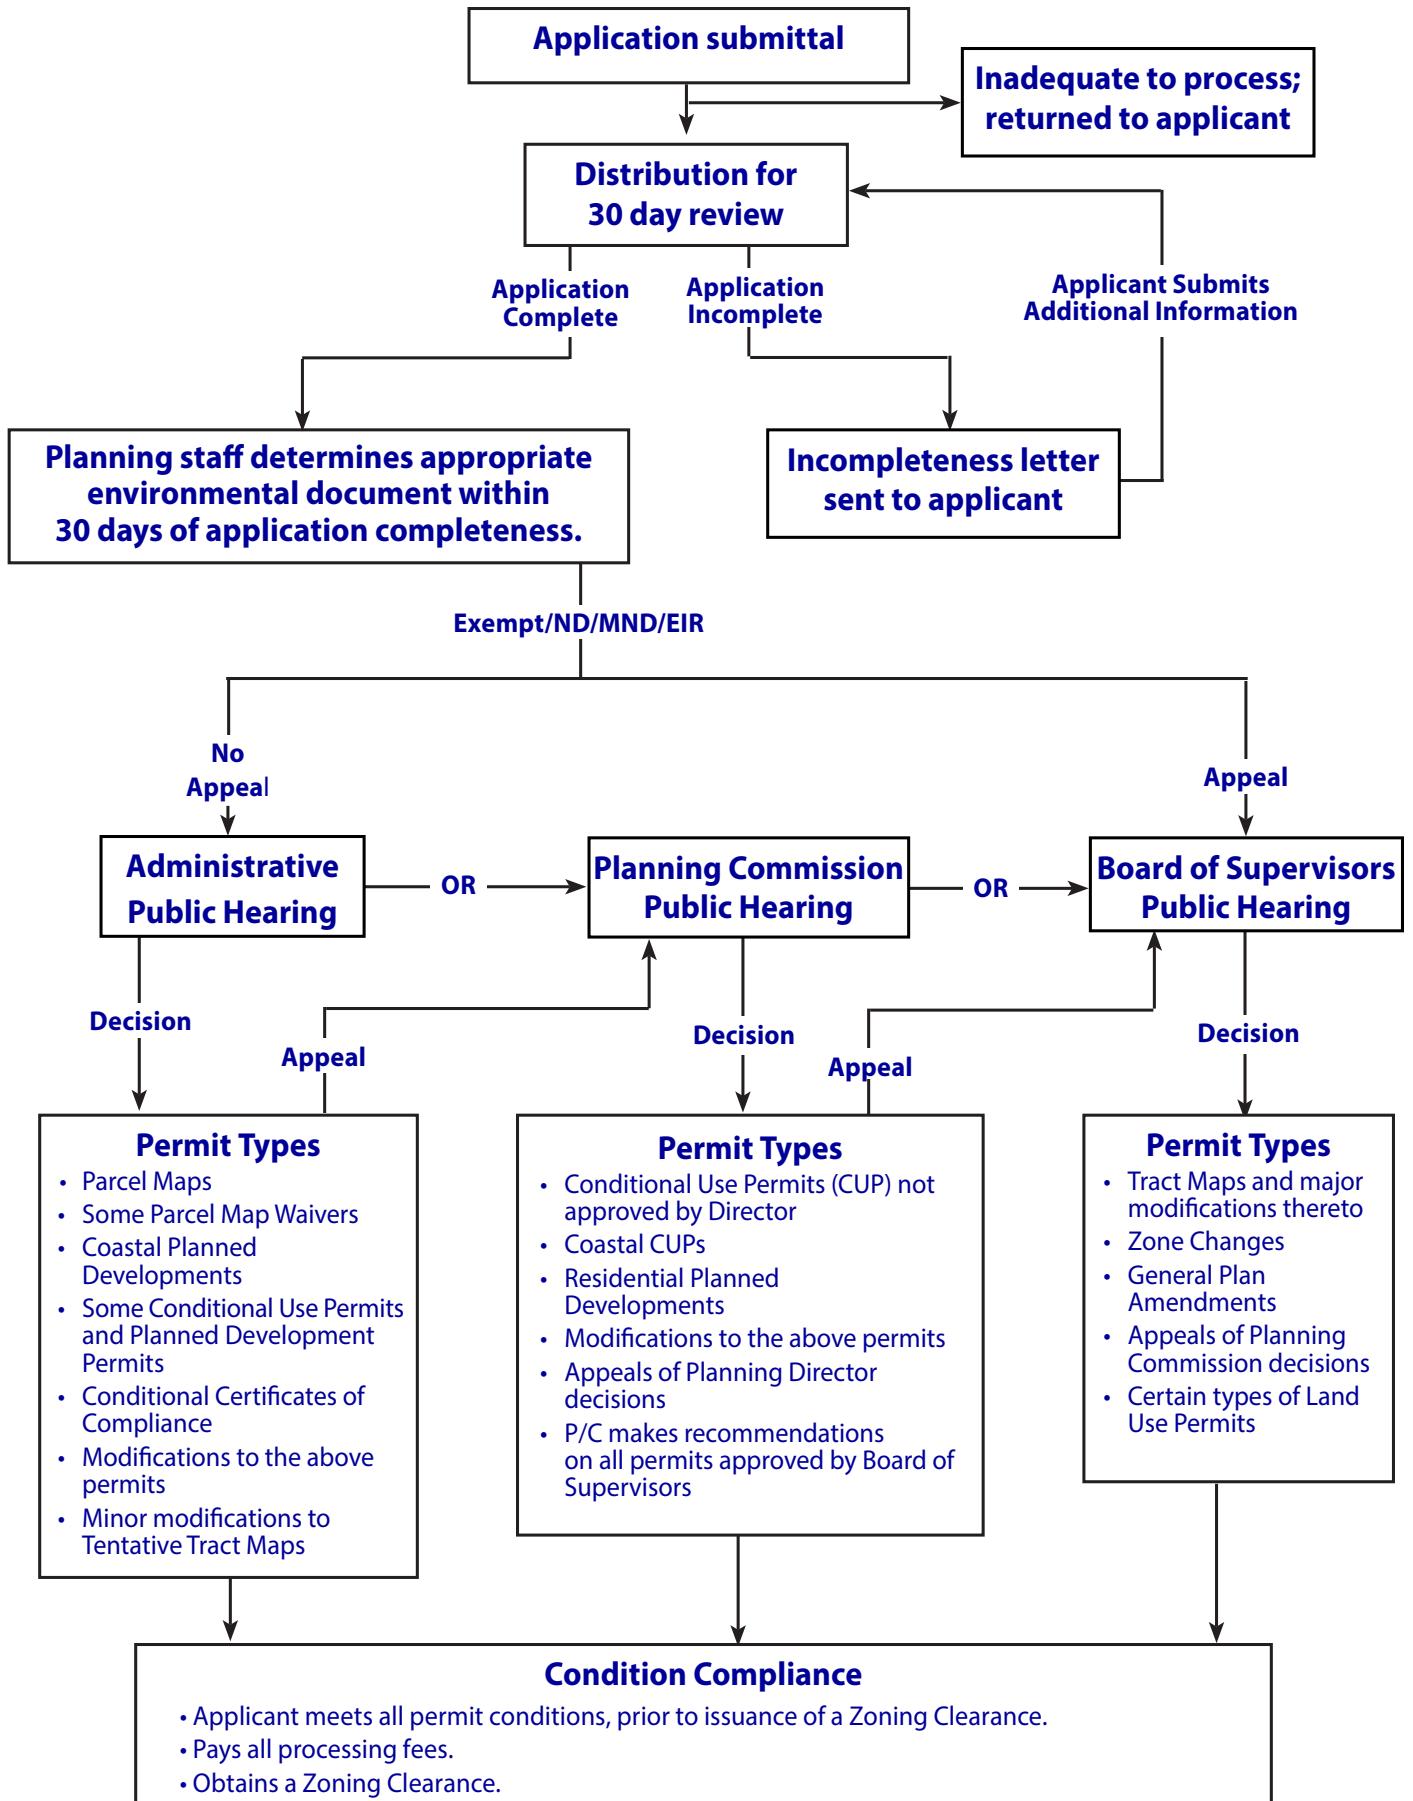 Application submittal
Inadequate to process;
returned to applicant
Distribution for
30 day review
Application
Complete
Application
Incomplete
Applicant Submits
Additional Information
Planning staff determines appropriate
environmental document within
30 days of application completeness.
Incompleteness letter
sent to applicant
Exempt/ND/MND/EIR
No
Appeal
Appeal
Administrative
Public Hearing
OR
Planning Commission
Public Hearing
OR
Board of Supervisors
Public Hearing
Decision
Appeal
Decision
Appeal
Decision
Permit Types
• Parcel Maps
• Some Parcel Map Waivers
• Coastal Planned
Developments
• Some Conditional Use Permits
and Planned Development
Permits
• Conditional Certificates of
Compliance
• Modifications to the above
permits
• Minor modifications to
Tentative Tract Maps
Permit Types
• Conditional Use Permits (CUP) not
approved by Director
• Coastal CUPs
• Residential Planned
Developments
• Modifications to the above permits
• Appeals of Planning Director
decisions
• P/C makes recommendations
on all permits approved by Board of
Supervisors
Permit Types
• Tract Maps and major
modifications thereto
• Zone Changes
• General Plan
Amendments
• Appeals of Planning
Commission decisions
• Certain types of Land
Use Permits
Condition Compliance
• Applicant meets all permit conditions, prior to issuance of a Zoning Clearance.
• Pays all processing fees.
• Obtains a Zoning Clearance.